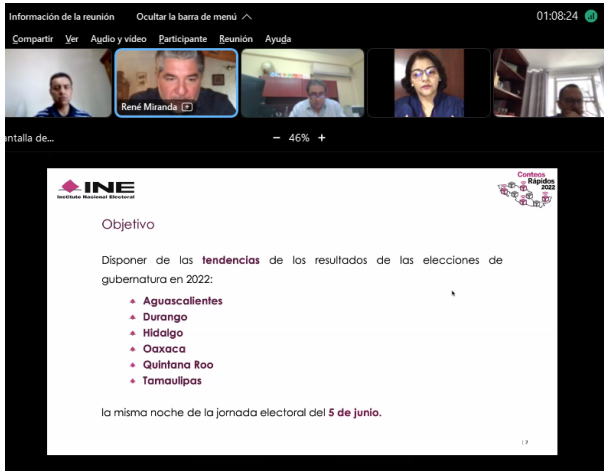 Información de la reunión Ocultar la barra de menú 01:08:24
Compartir Ver Audio y vídeo Participante Reunión Ayuda
René Miranda
antalla de... − 46% +
INE
Instituto Nacional Electoral
Conteos
Rápidos
2022
Objetivo
Disponer de las tendencias de los resultados de las elecciones de
gubernatura en 2022:
Aguascalientes
Durango
Hidalgo
Oaxaca
Quintana Roo
Tamaulipas
la misma noche de la jornada electoral del 5 de junio.
| 7